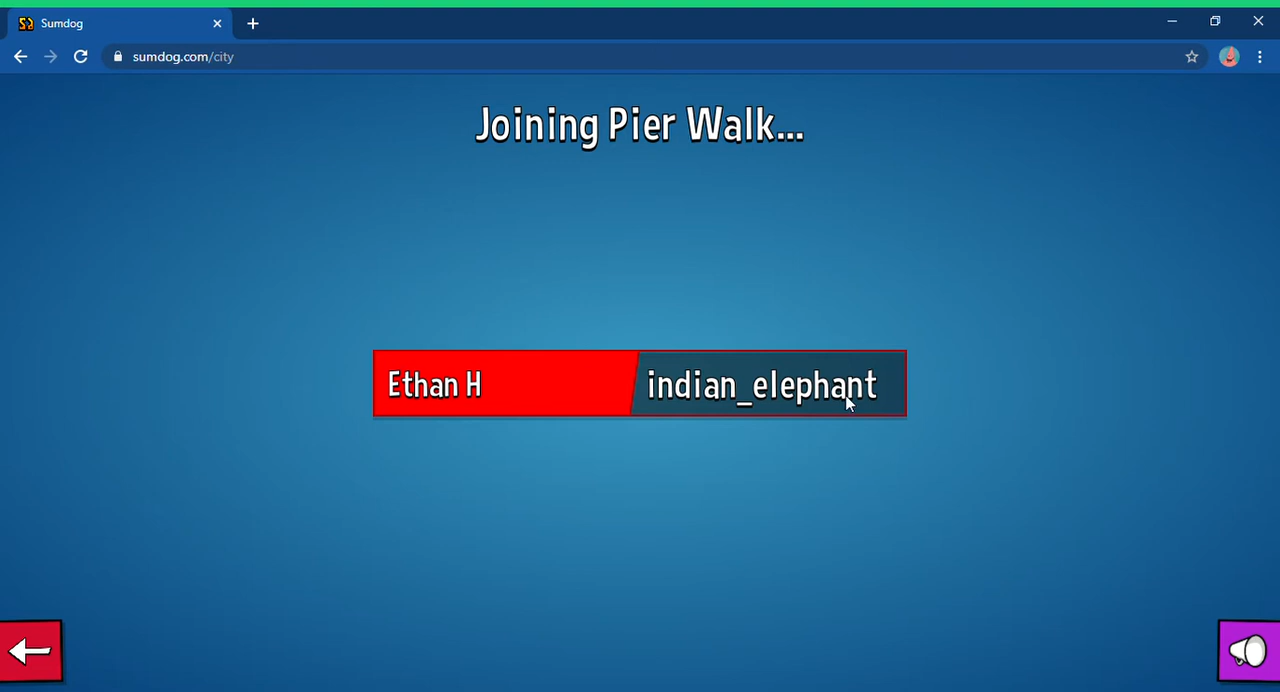 Sumdog
sumdog.com/city
Joining Pier Walk...
Ethan H
indian_elephant